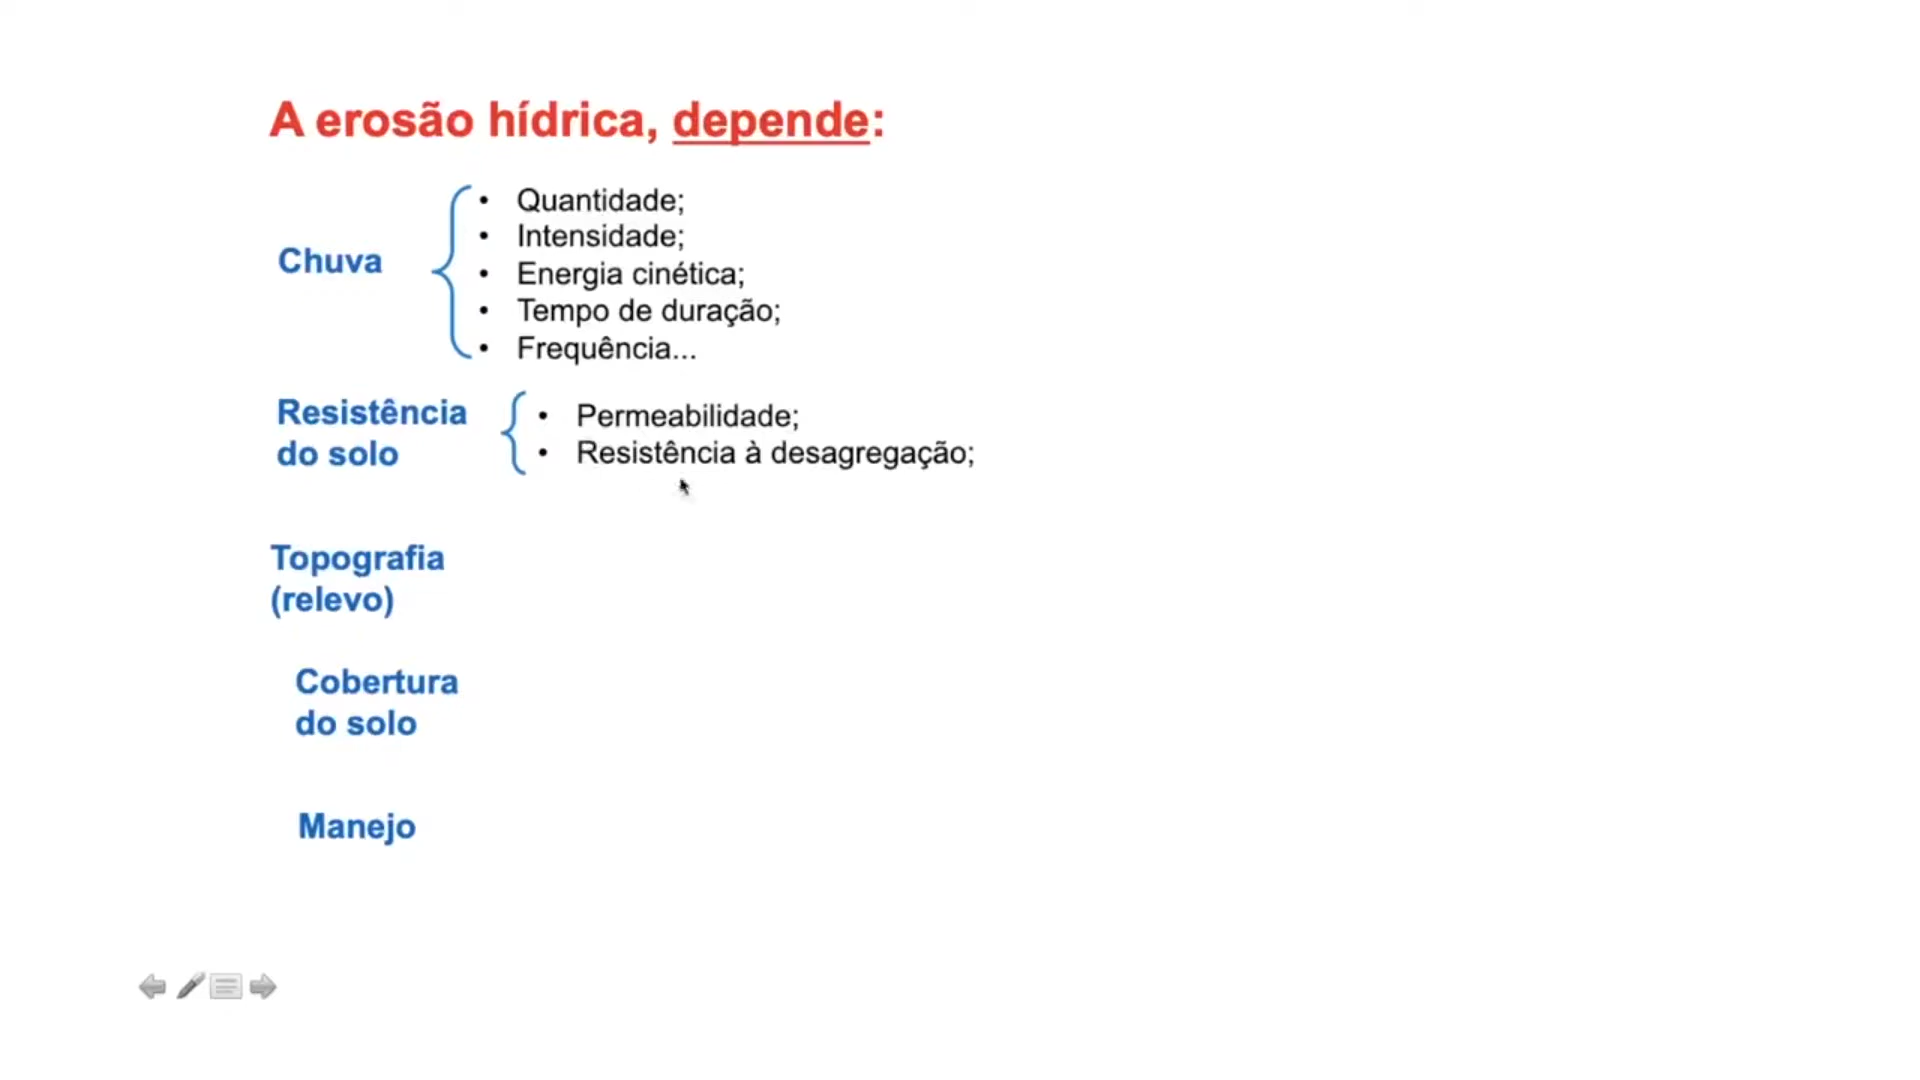 A erosão hídrica, depende:
Chuva
• Quantidade;
• Intensidade;
• Energia cinética;
• Tempo de duração;
• Frequência...
Resistência
do solo
• Permeabilidade;
• Resistência à desagregação;
Topografia
(relevo)
Cobertura
do solo
Manejo